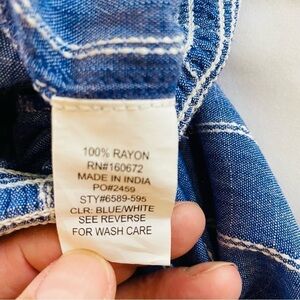 100% RAYON
RN#160672
MADE IN INDIA
PO#2459
STY#6589-595
CLR: BLUE/WHITE
SEE REVERSE
FOR WASH CARE